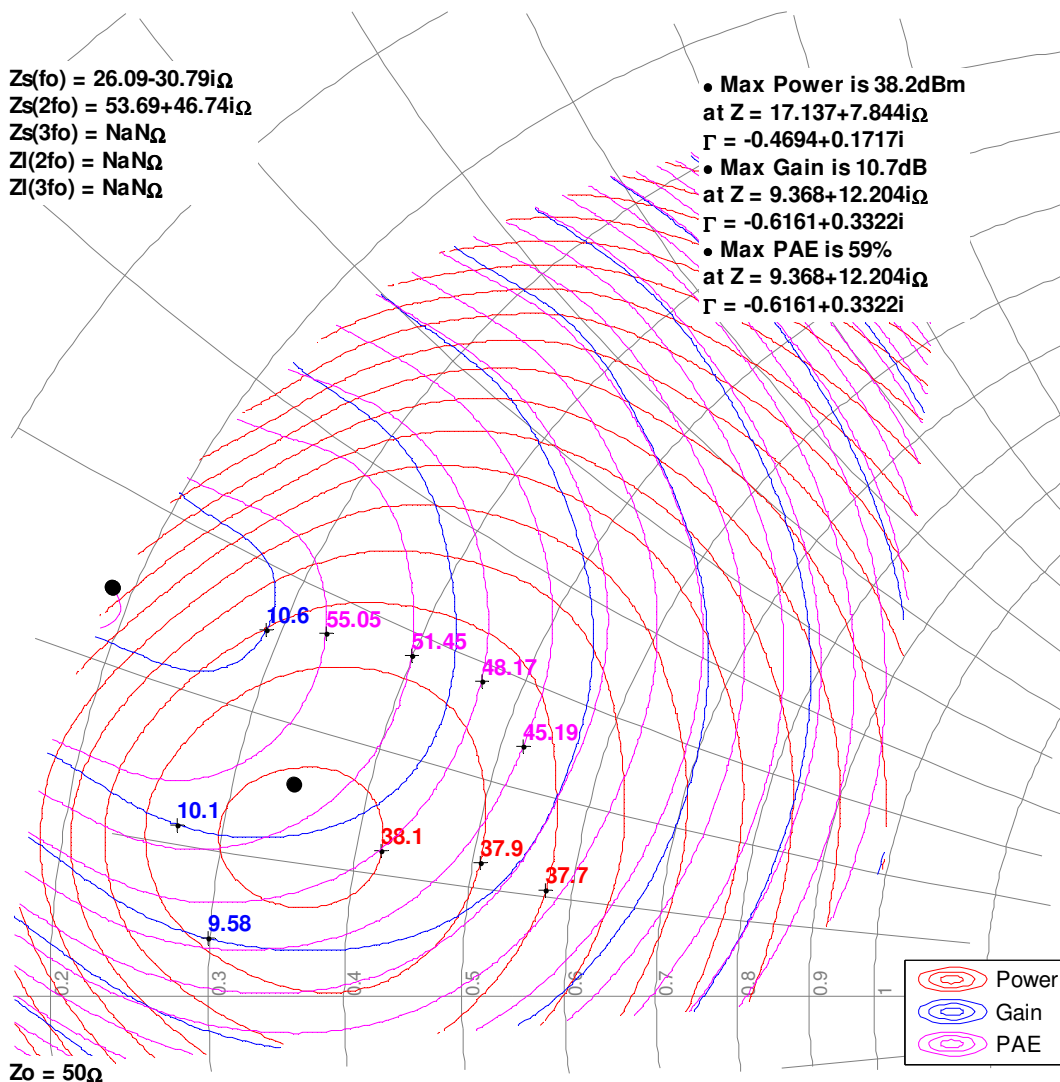 Zs(fo) = 26.09-30.79iΩ
Zs(2fo) = 53.69+46.74iΩ
Zs(3fo) = NaNΩ
Zl(2fo) = NaNΩ
Zl(3fo) = NaNΩ
• Max Power is 38.2dBm
at Z = 17.137+7.844iΩ
Γ = -0.4694+0.1717i
• Max Gain is 10.7dB
at Z = 9.368+12.204iΩ
Γ = -0.6161+0.3322i
• Max PAE is 59%
at Z = 9.368+12.204iΩ
Γ = -0.6161+0.3322i
10.6
55.05
51.45
48.17
45.19
10.1
38.1
37.9
37.7
9.58
0.2
0.3
0.4
0.5
0.6
0.7
0.8
0.9
1
Power
Gain
PAE
Zo = 50Ω